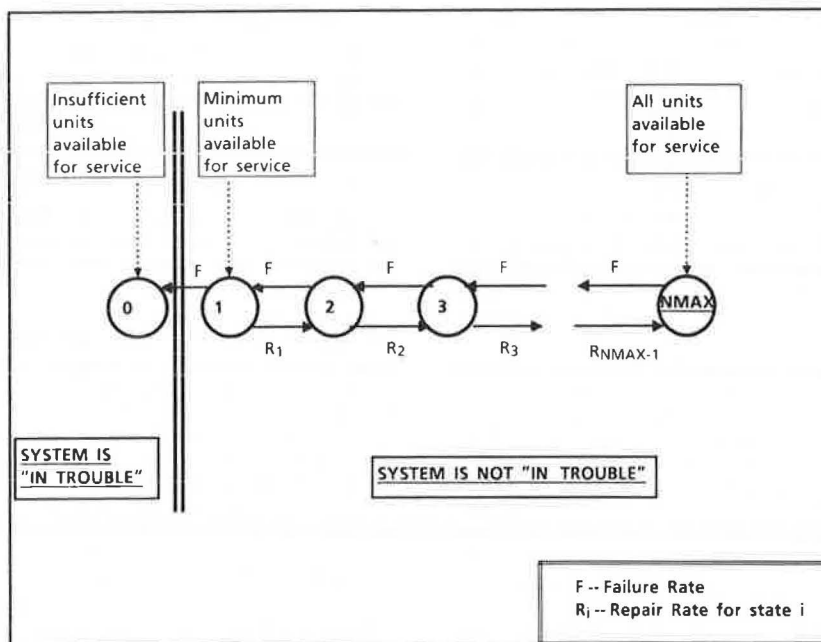 Insufficient
units
available
for service
Minimum
units
available
for service
All units
available
for service
F
F
F
F
F
0
1
2
3
NMAX
R1
R2
R3
RNMAX-1
SYSTEM IS
"IN TROUBLE"
SYSTEM IS NOT "IN TROUBLE"
F -- Failure Rate
Ri -- Repair Rate for state i